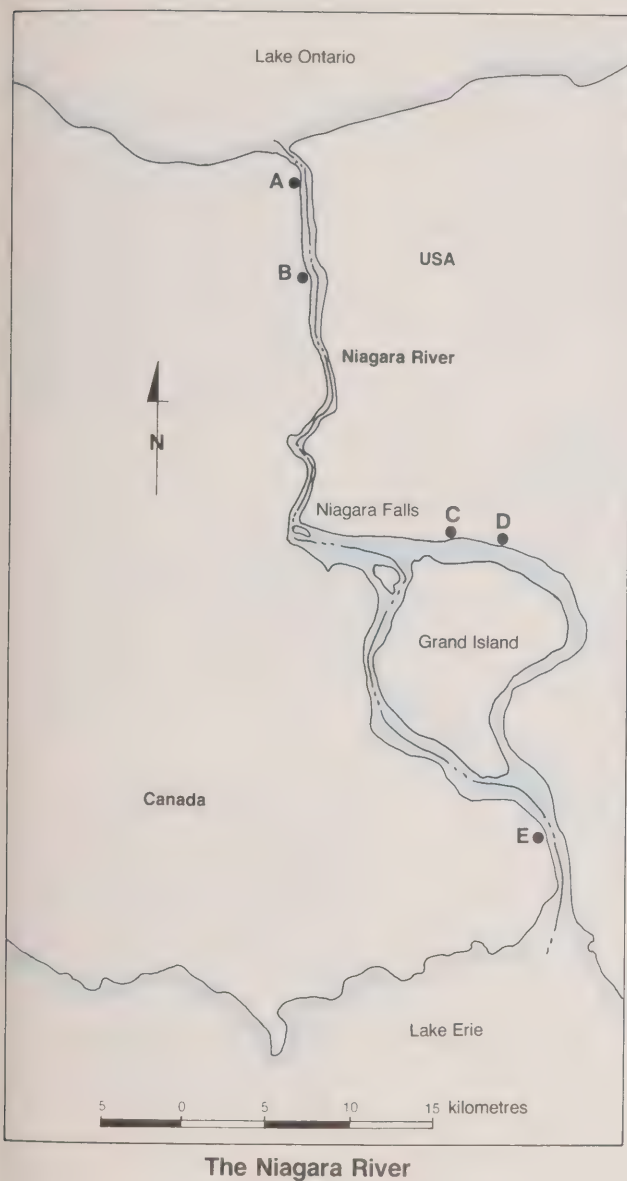 Lake Ontario
A
USA
B
Niagara River
N
Niagara Falls
C
D
Grand Island
Canada
E
Lake Erie
5 0 5 10 15 kilometres
The Niagara River